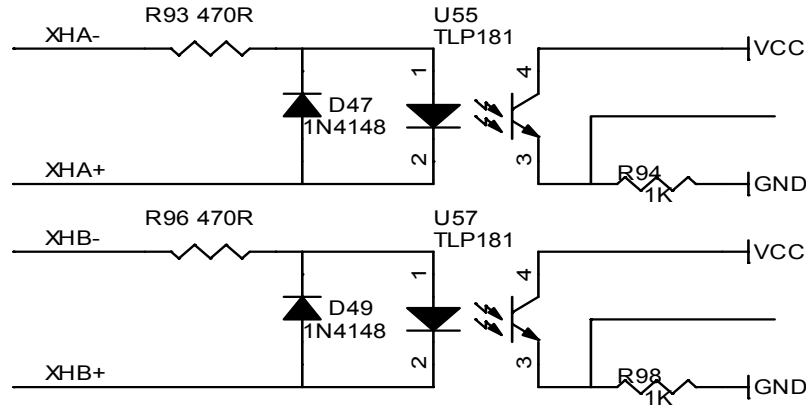 R93 470R
U55
TLP181
XHA-
VCC
1
4
D47
1N4148
2
3
XHA+
R94
1K
GND
R96 470R
U57
TLP181
XHB-
VCC
1
4
D49
1N4148
2
3
XHB+
R98
1K
GND